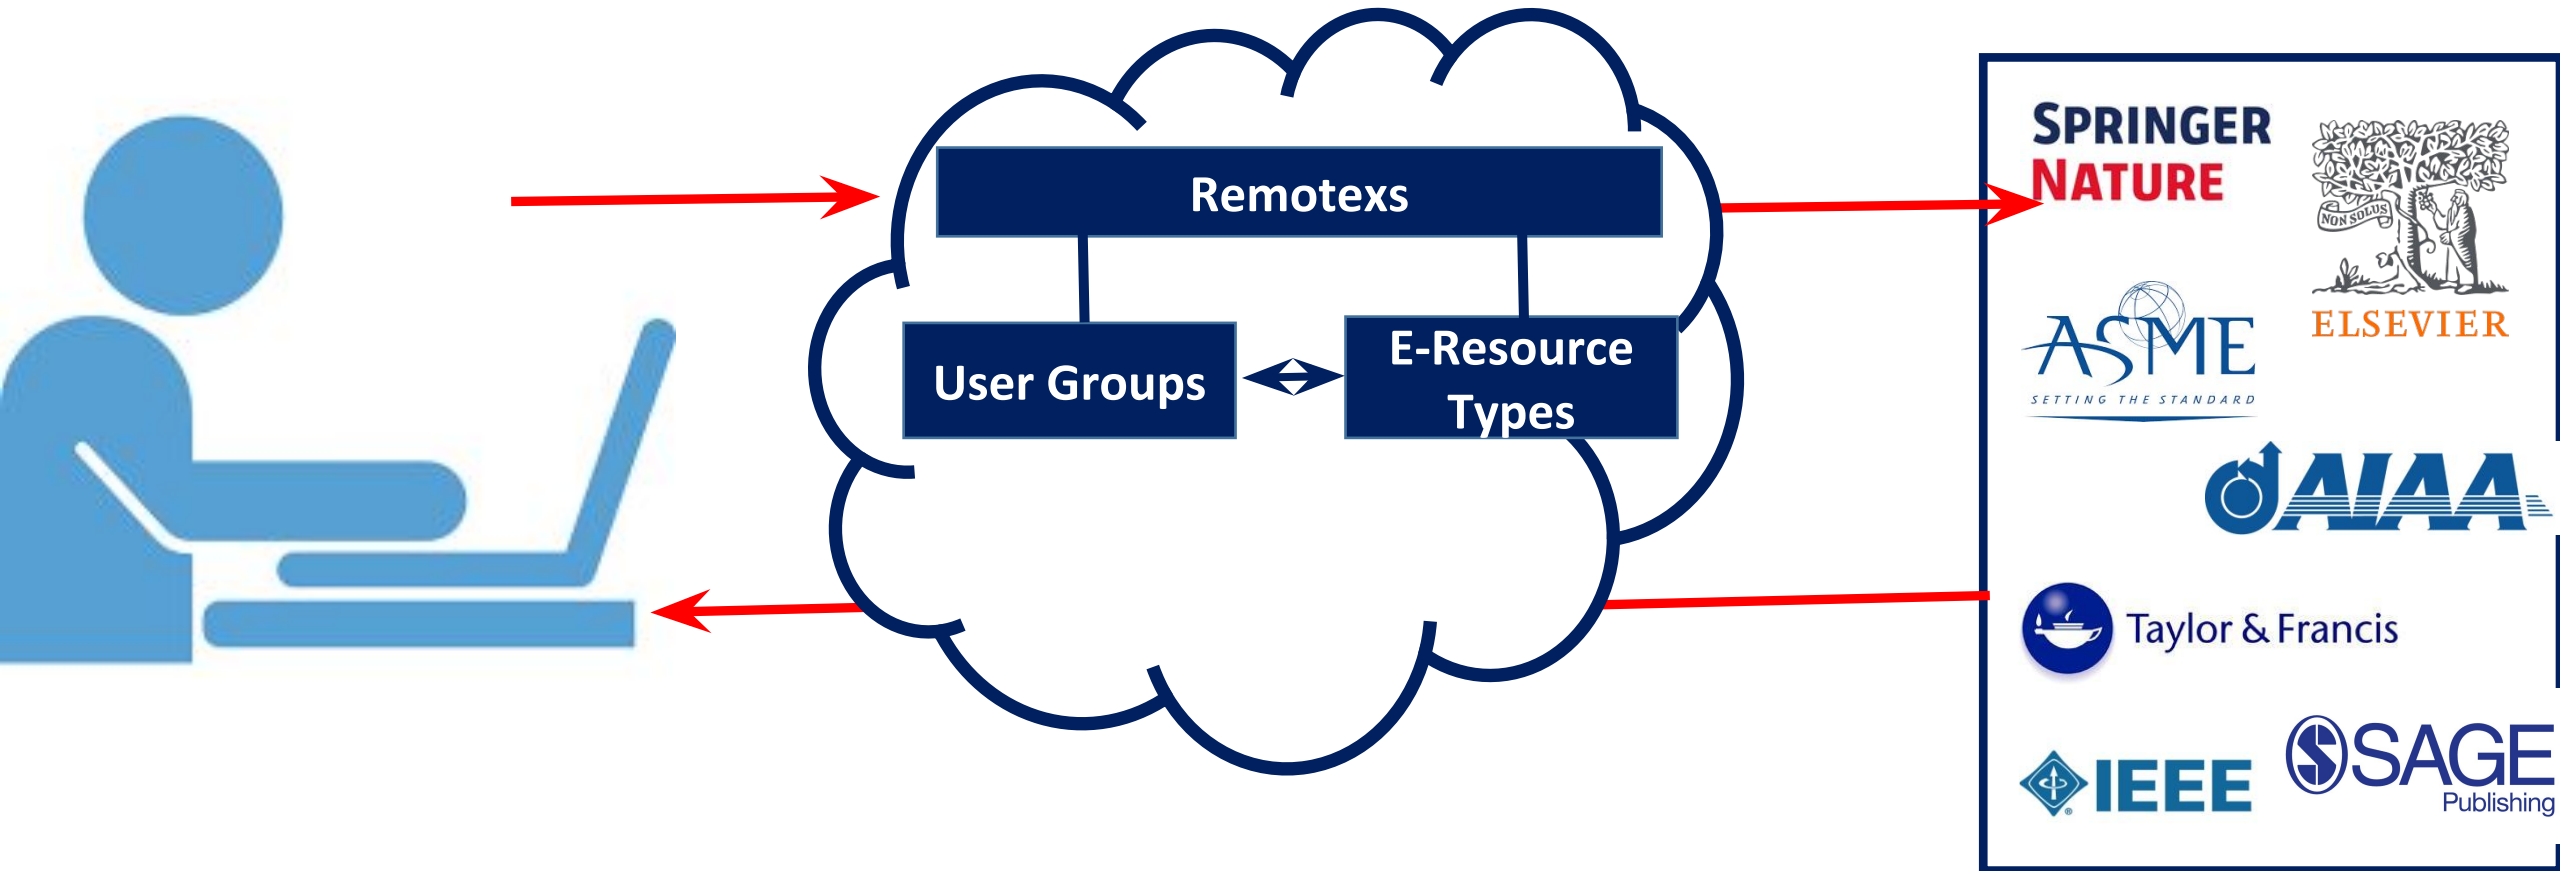 Remotexs
User Groups
E-Resource
Types
SPRINGER
NATURE
NON SOLUS
ELSEVIER
ASME
SETTING THE STANDARD
AIAA
Taylor & Francis
IEEE
®
SAGE
Publishing